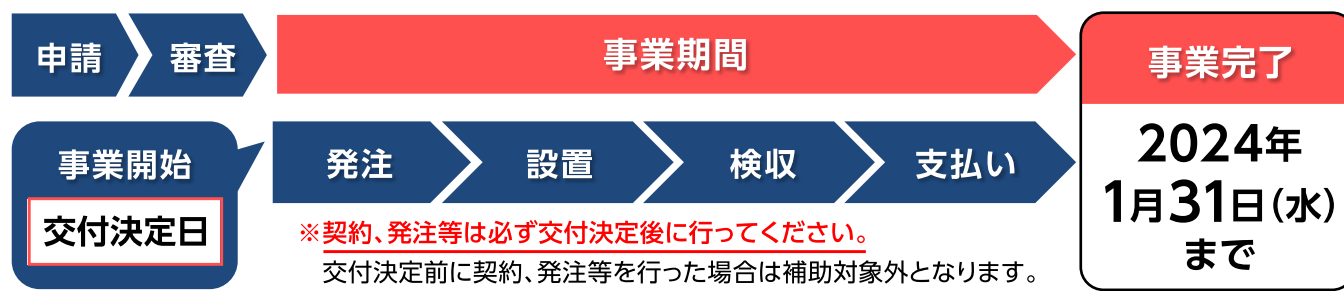 申請
審査
事業期間
事業完了
2024年
1月31日（水）
まで
事業開始
交付決定日
発注
設置
検収
支払い
※契約、発注等は必ず交付決定後に行ってください。
交付決定前に契約、発注等を行った場合は補助対象外となります。